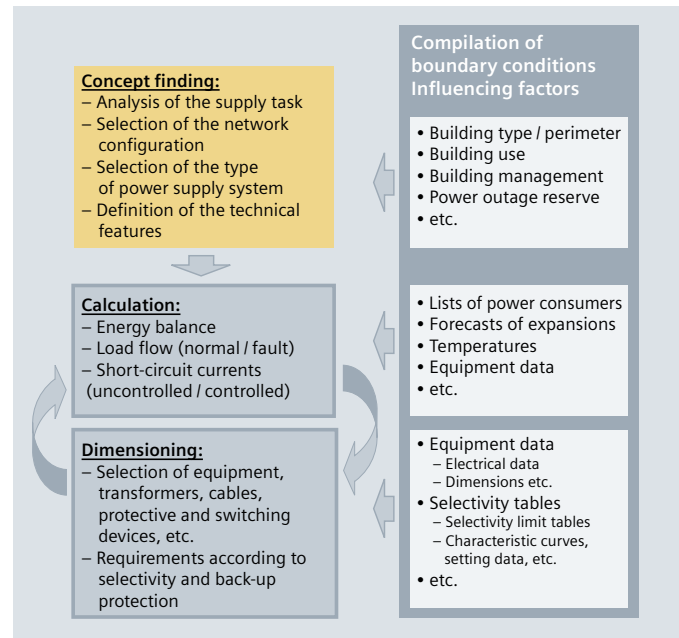 Concept finding:
– Analysis of the supply task
– Selection of the network
configuration
– Selection of the type
of power supply system
– Definition of the technical
features
Calculation:
– Energy balance
– Load flow (normal / fault)
– Short-circuit currents
(uncontrolled / controlled)
Dimensioning:
– Selection of equipment,
transformers, cables,
protective and switching
devices, etc.
– Requirements according to
selectivity and back-up
protection
Compilation of
boundary conditions
Influencing factors
• Building type / perimeter
• Building use
• Building management
• Power outage reserve
• etc.
• Lists of power consumers
• Forecasts of expansions
• Temperatures
• Equipment data
• etc.
• Equipment data
– Electrical data
– Dimensions etc.
• Selectivity tables
– Selectivity limit tables
– Characteristic curves,
setting data, etc.
• etc.